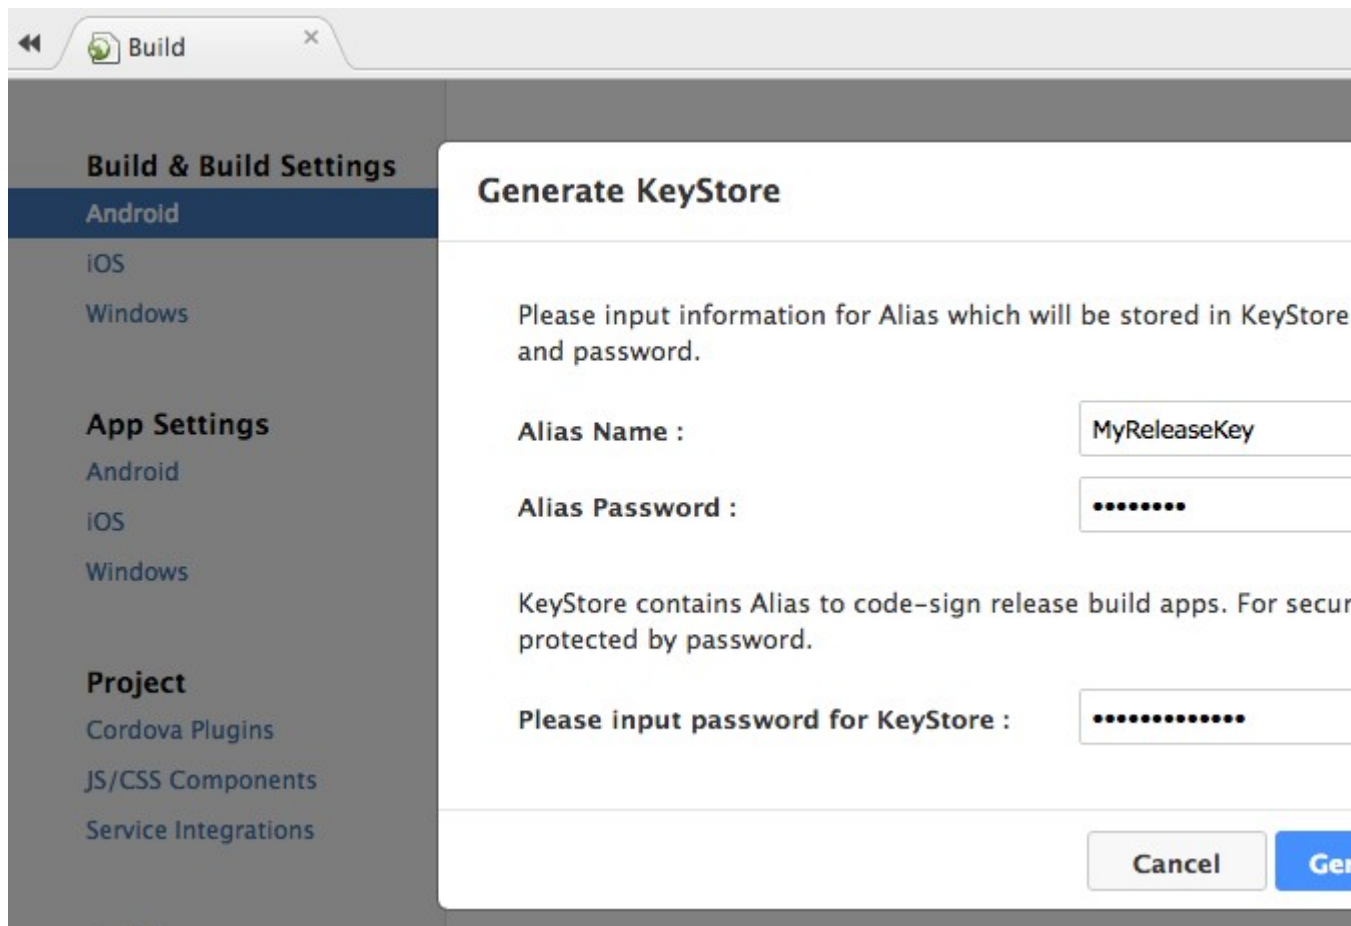 Build
Build & Build Settings
Android
iOS
Windows
App Settings
Android
iOS
Windows
Project
Cordova Plugins
JS/CSS Components
Service Integrations
Generate KeyStore
Please input information for Alias which will be stored in KeyStore
and password.
Alias Name : MyReleaseKey
Alias Password : ••••••••
KeyStore contains Alias to code-sign release build apps. For
protected by password.
Please input password for KeyStore : •••••••••••••
Cancel